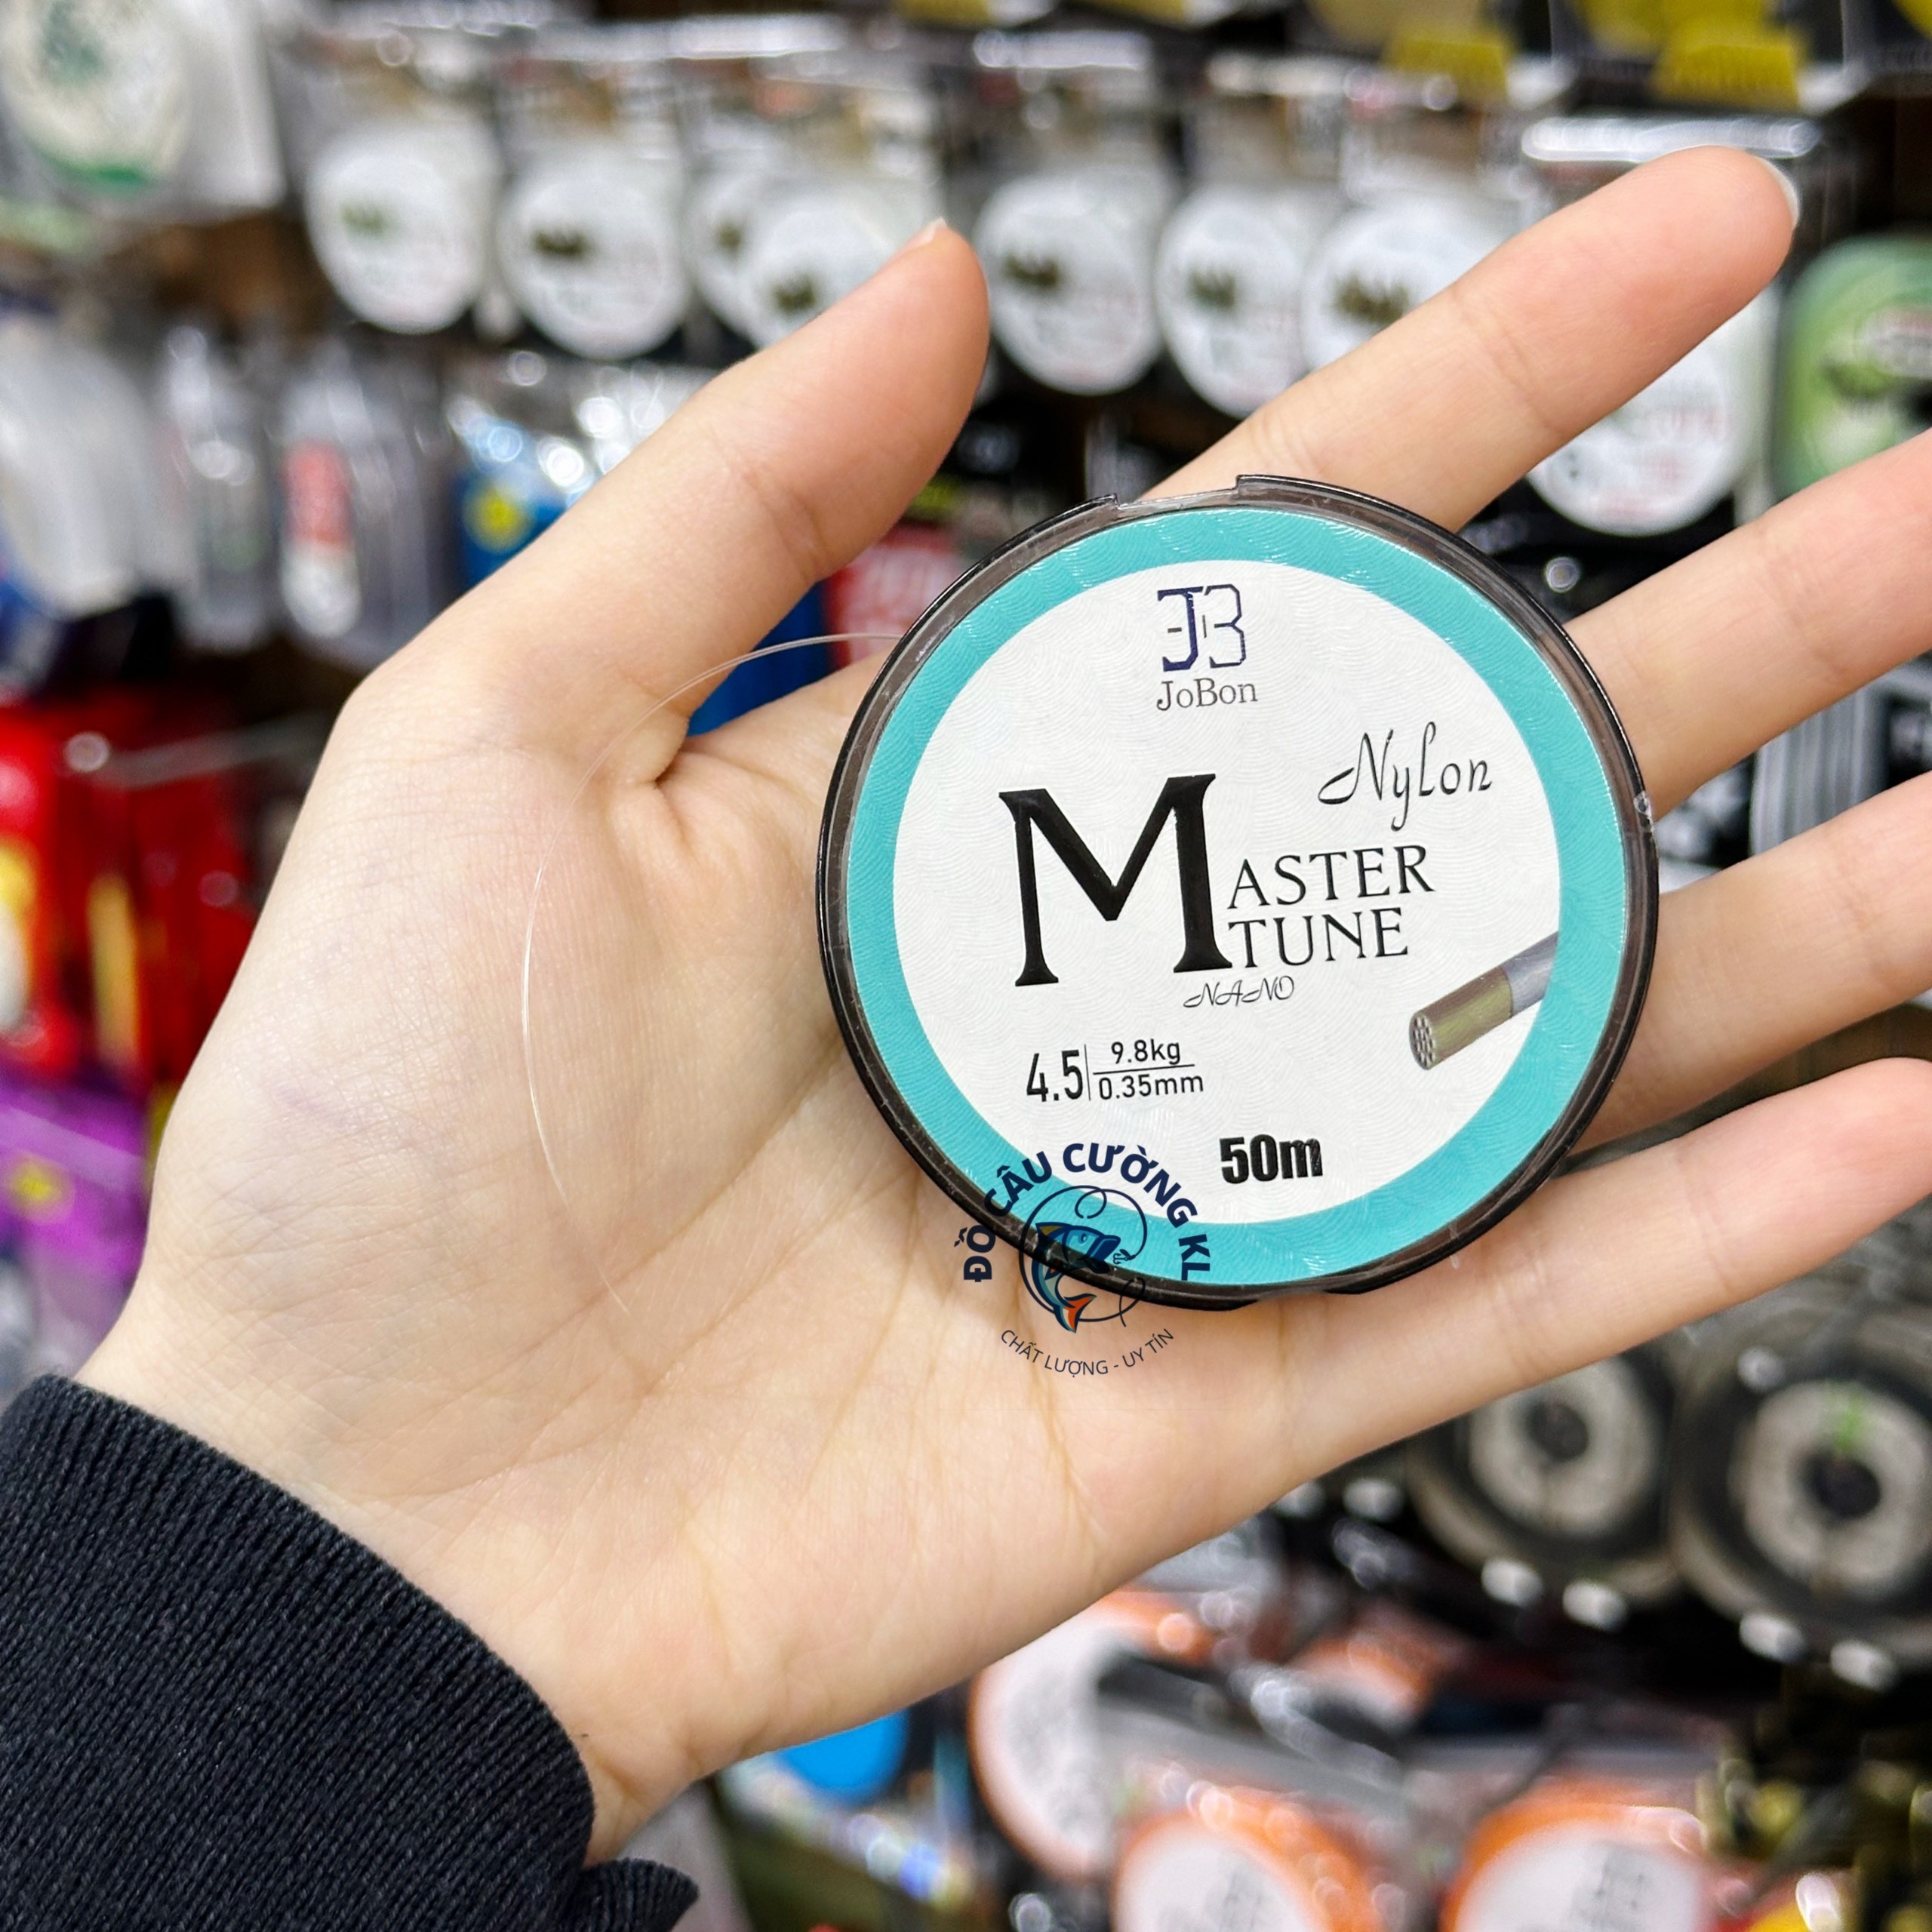 JB
JoBon
Nylon
MASTER
TUNE
NANO
4.5 9.8kg
0.35mm
50m
ĐỒ CÂU CƯỜNG KL
CHẤT LƯỢNG - UY TÍN